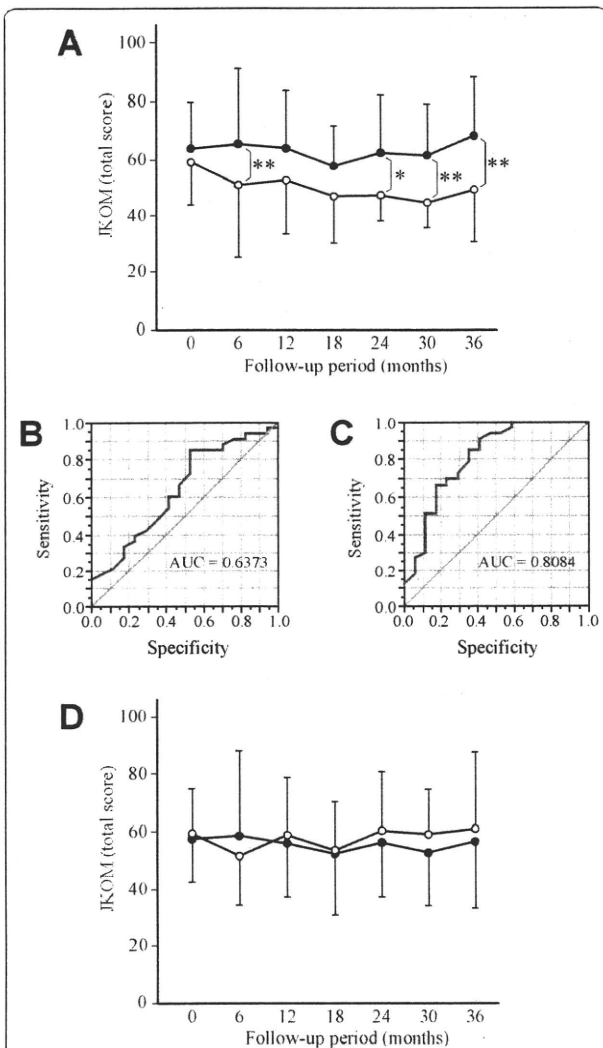 A
JKOM (total score)
100
80
60
40
20
0
**
*
**
**
0 6 12 18 24 30 36
Follow-up period (months)
B
Sensitivity
1.0
0.8
0.6
0.4
0.2
0.0
AUC = 0.6373
0.0 0.2 0.4 0.6 0.8 1.0
Specificity
C
Sensitivity
1.0
0.8
0.6
0.4
0.2
0.0
AUC = 0.8084
0.0 0.2 0.4 0.6 0.8 1.0
Specificity
D
JKOM (total score)
100
80
60
40
20
0
0 6 12 18 24 30 36
Follow-up period (months)